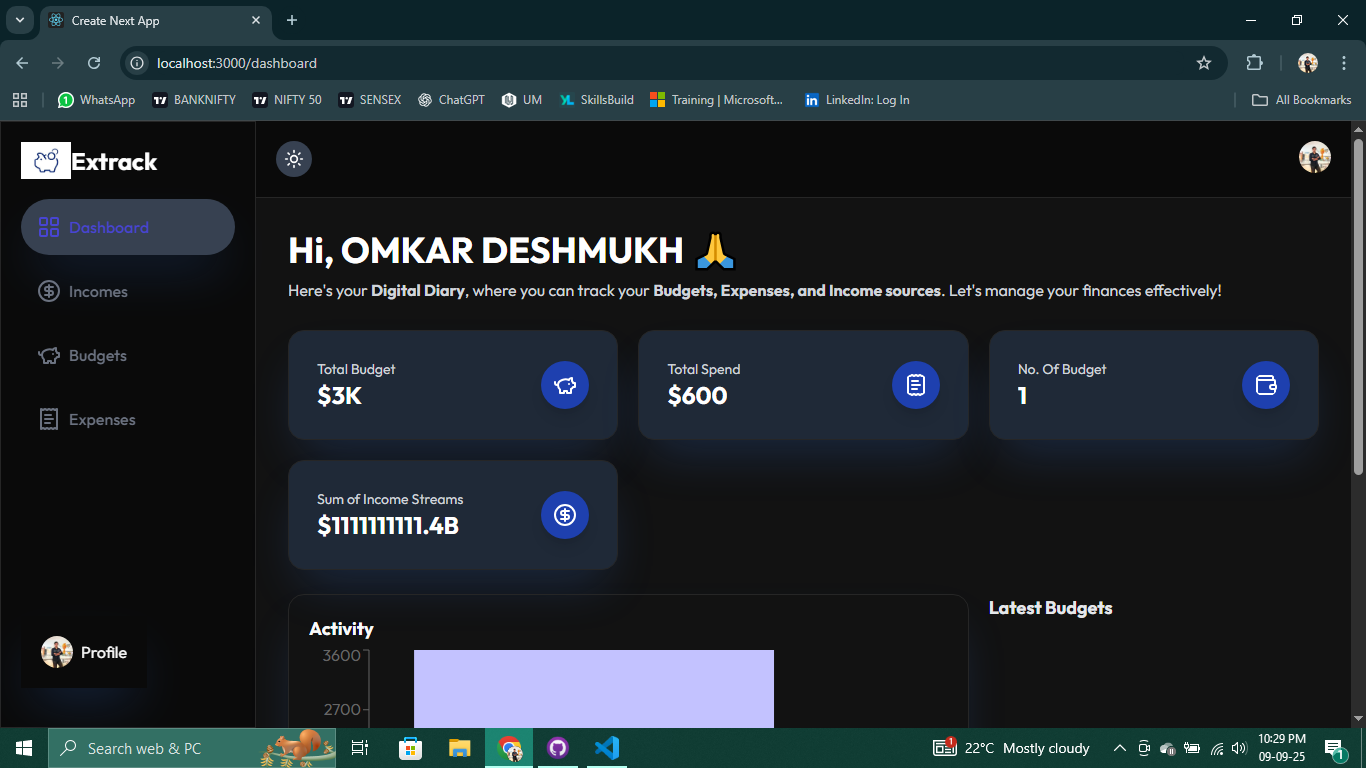 Create Next App
localhost:3000/dashboard
WhatsApp BANKNIFTY NIFTY 50 SENSEX ChatGPT UM SkillsBuild Training | Microsoft... LinkedIn: Log In All Bookmarks
Extrack
Dashboard
Incomes
Budgets
Expenses
Profile
Hi, OMKAR DESHMUKH 🙏
Here's your Digital Diary, where you can track your Budgets, Expenses, and Income sources. Let's manage your finances effectively!
Total Budget
$3K
Total Spend
$600
No. Of Budget
1
Sum of Income Streams
$1111111111.4B
Activity
3600
2700
Latest Budgets
Search web & PC
1
22°C Mostly cloudy
10:29 PM
09-09-25
1